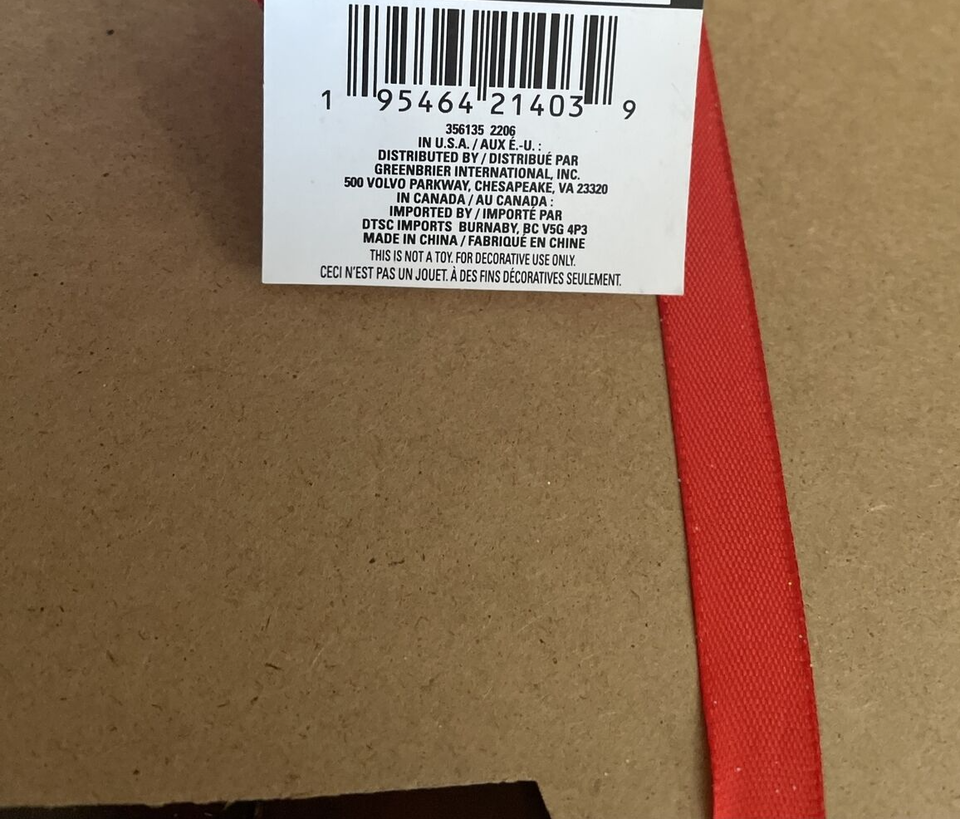 1 95464 21403 9
356135 2206
IN U.S.A. / AUX É.-U. :
DISTRIBUTED BY / DISTRIBUÉ PAR
GREENBRIER INTERNATIONAL, INC.
500 VOLVO PARKWAY, CHESAPEAKE, VA 23320
IN CANADA / AU CANADA :
IMPORTED BY / IMPORTÉ PAR
DTSC IMPORTS BURNABY, BC V5G 4P3
MADE IN CHINA / FABRIQUÉ EN CHINE
THIS IS NOT A TOY. FOR DECORATIVE USE ONLY.
CECI N'EST PAS UN JOUET. À DES FINS DÉCORATIVES SEULEMENT.